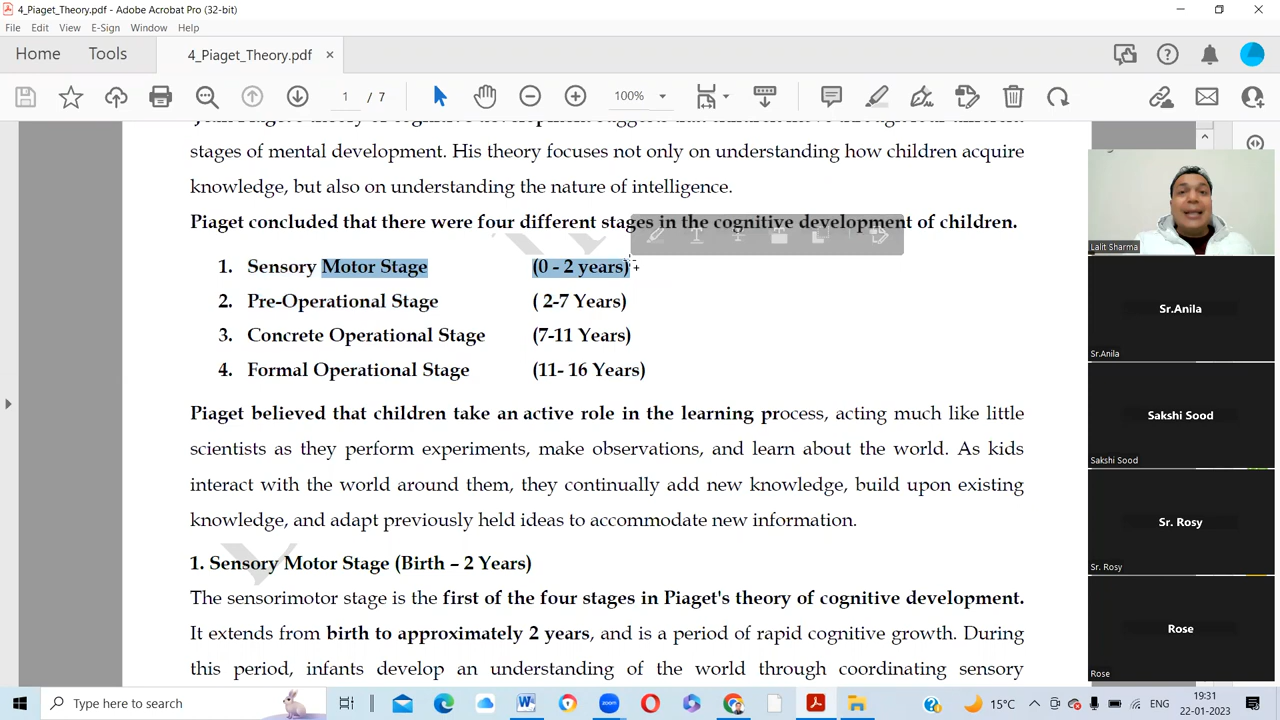 4_Piaget_Theory.pdf - Adobe Acrobat Pro (32-bit)
File Edit View E-Sign Window Help
Home Tools 4_Piaget_Theory.pdf ×
1 / 7 100%
stages of mental development. His theory focuses not only on understanding how children acquire
knowledge, but also on understanding the nature of intelligence.
Piaget concluded that there were four different stages in the cognitive development of children.
1. Sensory Motor Stage (0 - 2 years)
2. Pre-Operational Stage ( 2-7 Years)
3. Concrete Operational Stage (7-11 Years)
4. Formal Operational Stage (11- 16 Years)
Piaget believed that children take an active role in the learning process, acting much like little
scientists as they perform experiments, make observations, and learn about the world. As kids
interact with the world around them, they continually add new knowledge, build upon existing
knowledge, and adapt previously held ideas to accommodate new information.
1. Sensory Motor Stage (Birth – 2 Years)
The sensorimotor stage is the first of the four stages in Piaget's theory of cognitive development.
It extends from birth to approximately 2 years, and is a period of rapid cognitive growth. During
this period, infants develop an understanding of the world through coordinating sensory
Lalit Sharma
Sr.Anila
Sr.Anila
Sakshi Sood
Sakshi Sood
Sr. Rosy
Sr. Rosy
Rose
Rose
Type here to search
zoom
15°C
ENG
19:31
22-01-2023